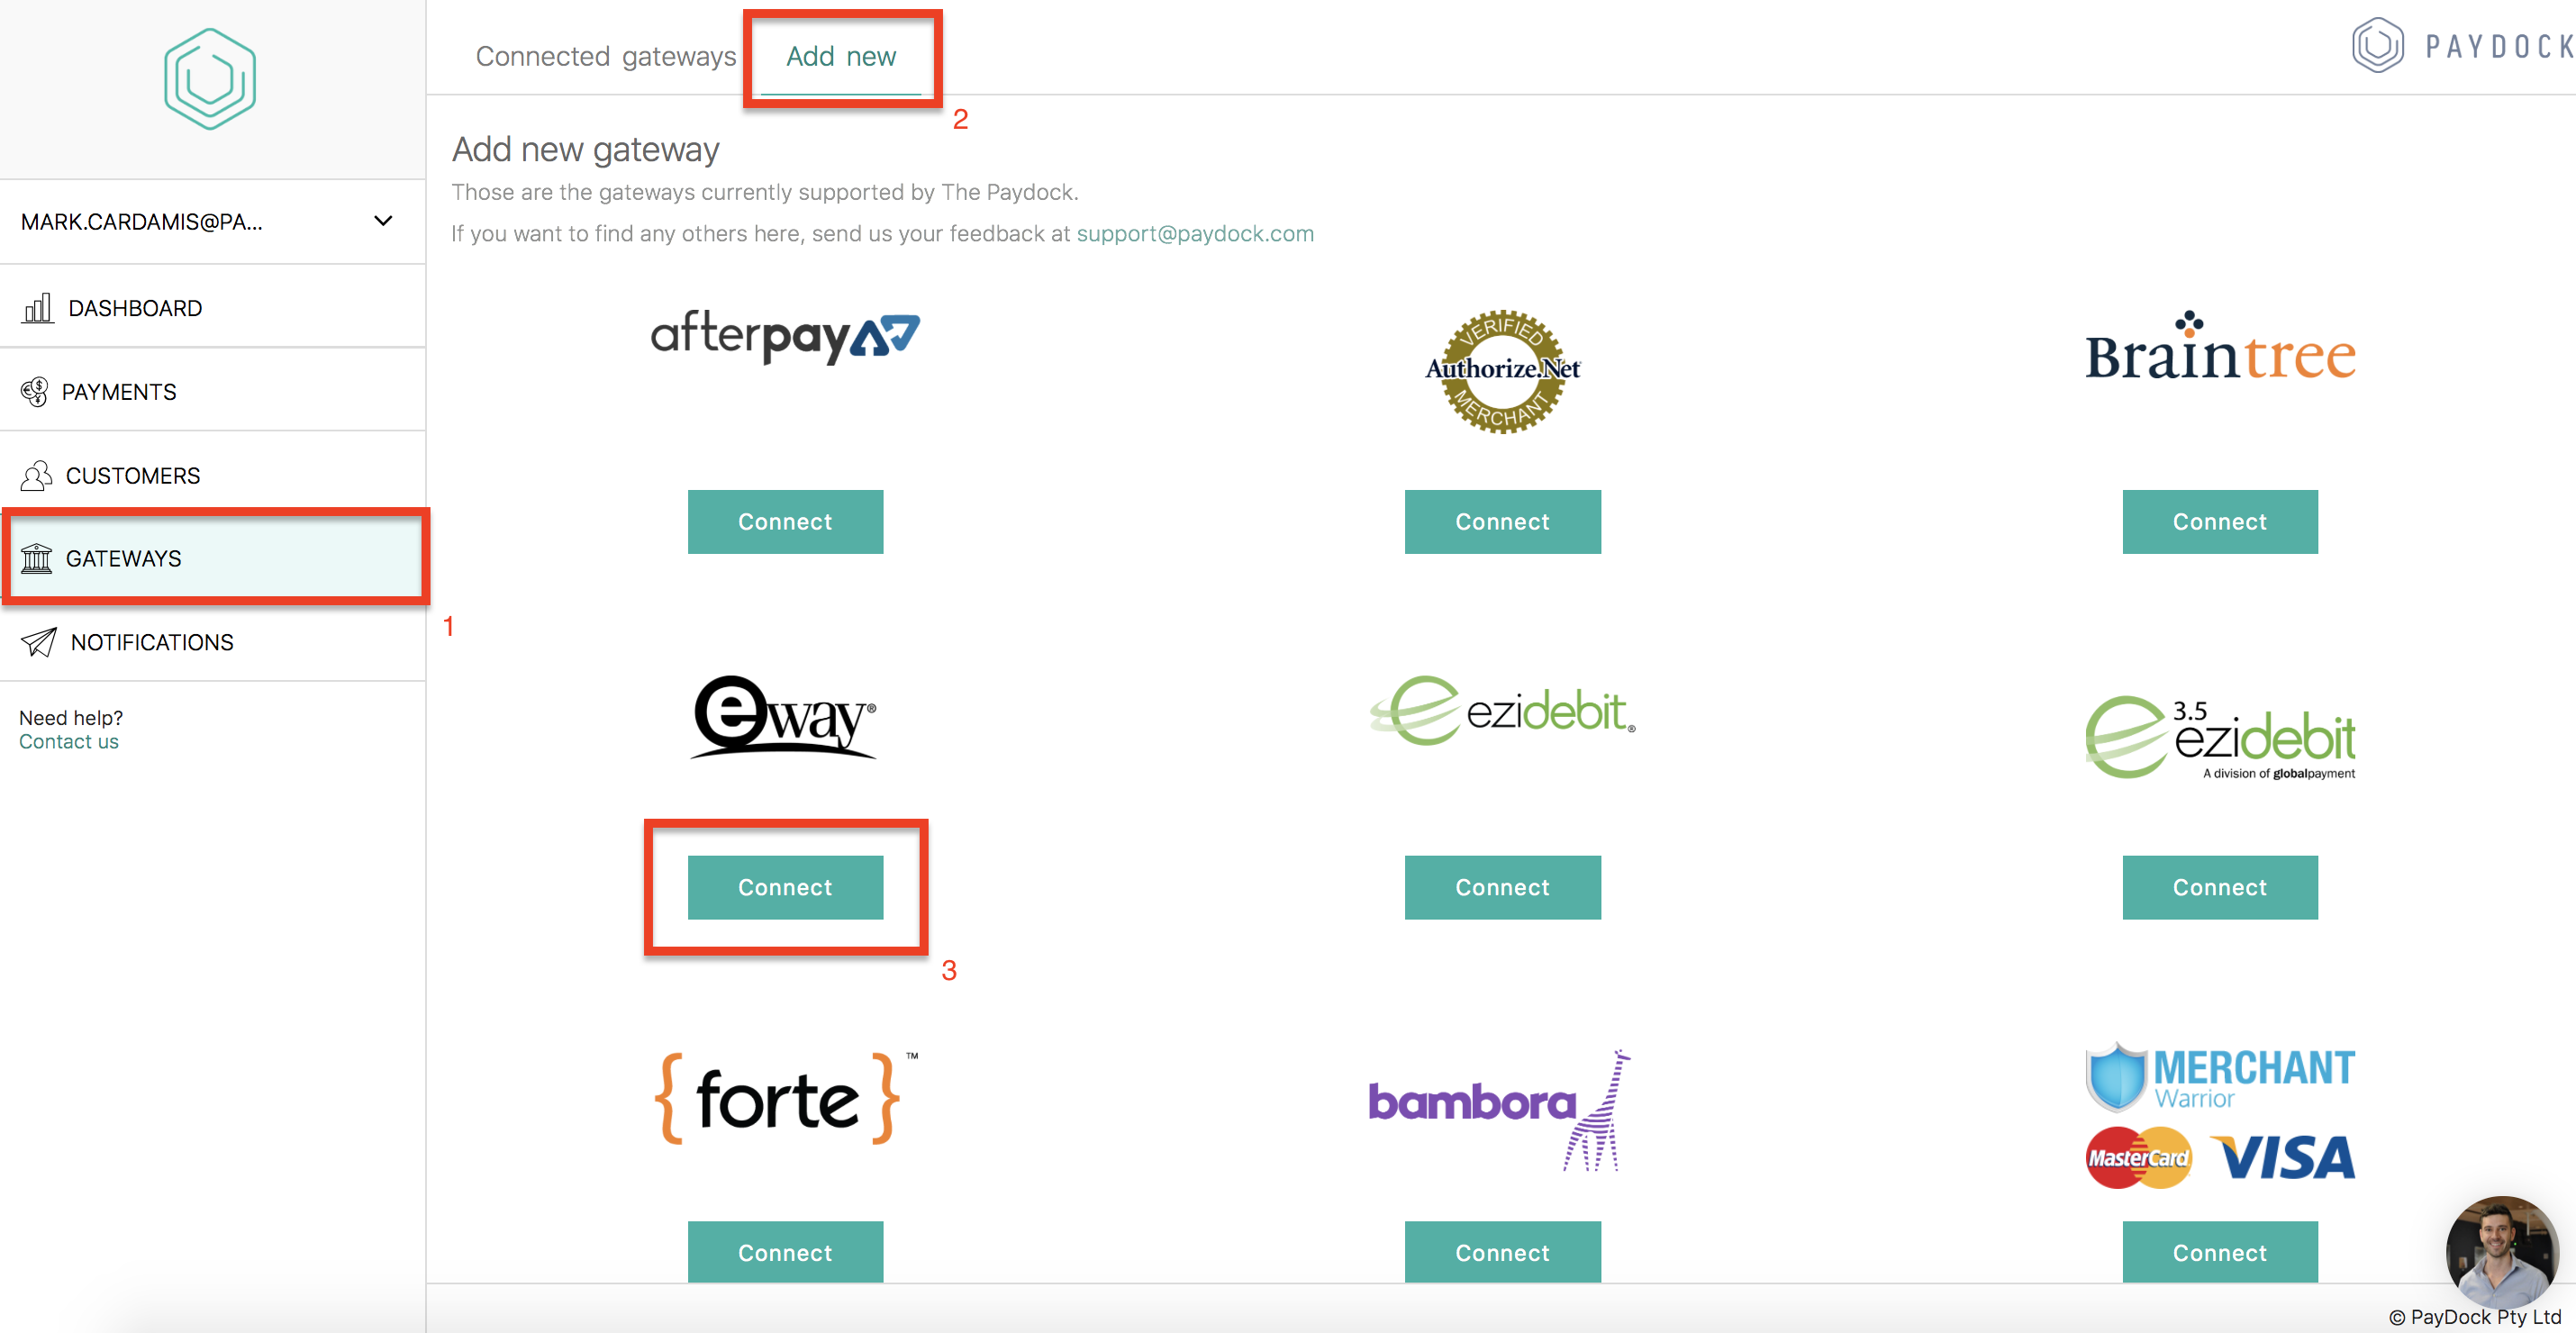 Connected gateways
Add new
PAYDOCK
2
Add new gateway
Those are the gateways currently supported by The Paydock.
If you want to find any others here, send us your feedback at support@paydock.com
MARK.CARDAMIS@PA...
DASHBOARD
PAYMENTS
CUSTOMERS
GATEWAYS
1
NOTIFICATIONS
Need help?
Contact us
afterpay
VERIFIED
Authorize.Net
MERCHANT
Braintree
Connect
Connect
Connect
eway®
ezidebit®
3.5
ezidebit
A division of globalpayment
Connect
Connect
Connect
3
{forte}™
bambora
MERCHANT
Warrior
MasterCard
VISA
Connect
Connect
Connect
© PayDock Pty Ltd